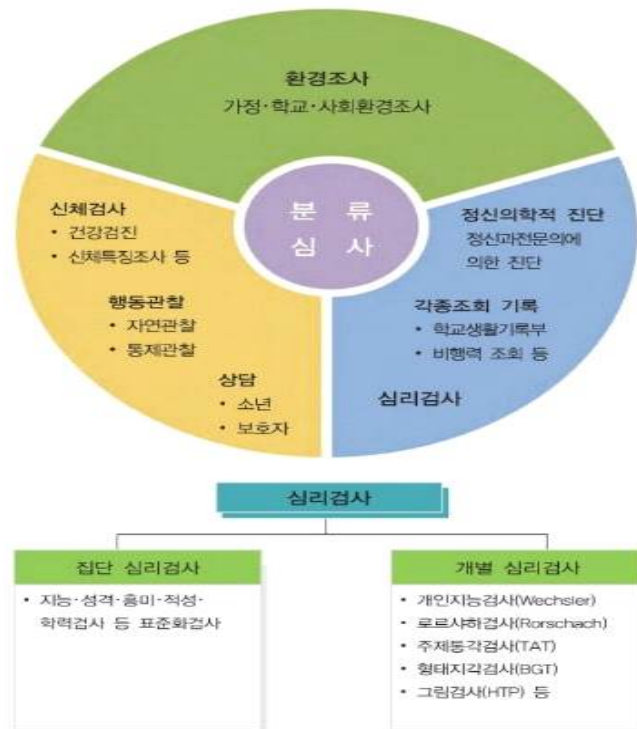 환경조사
가정·학교·사회환경조사
분 류
심 사
신체검사
• 건강검진
• 신체특징조사 등
행동관찰
• 자연관찰
• 통제관찰
상담
• 소년
• 보호자
정신의학적 진단
정신과전문의에
의한 진단
각종조회 기록
• 학교생활기록부
• 비행력 조회 등
심리검사
심리검사
집단 심리검사
• 지능·성격·흥미·적성·
학력검사 등 표준화검사
개별 심리검사
• 개인지능검사(Wechsler)
• 로르샤하검사(Rorschach)
• 주제통각검사(TAT)
• 형태지각검사(BGT)
• 그림검사(HTP) 등